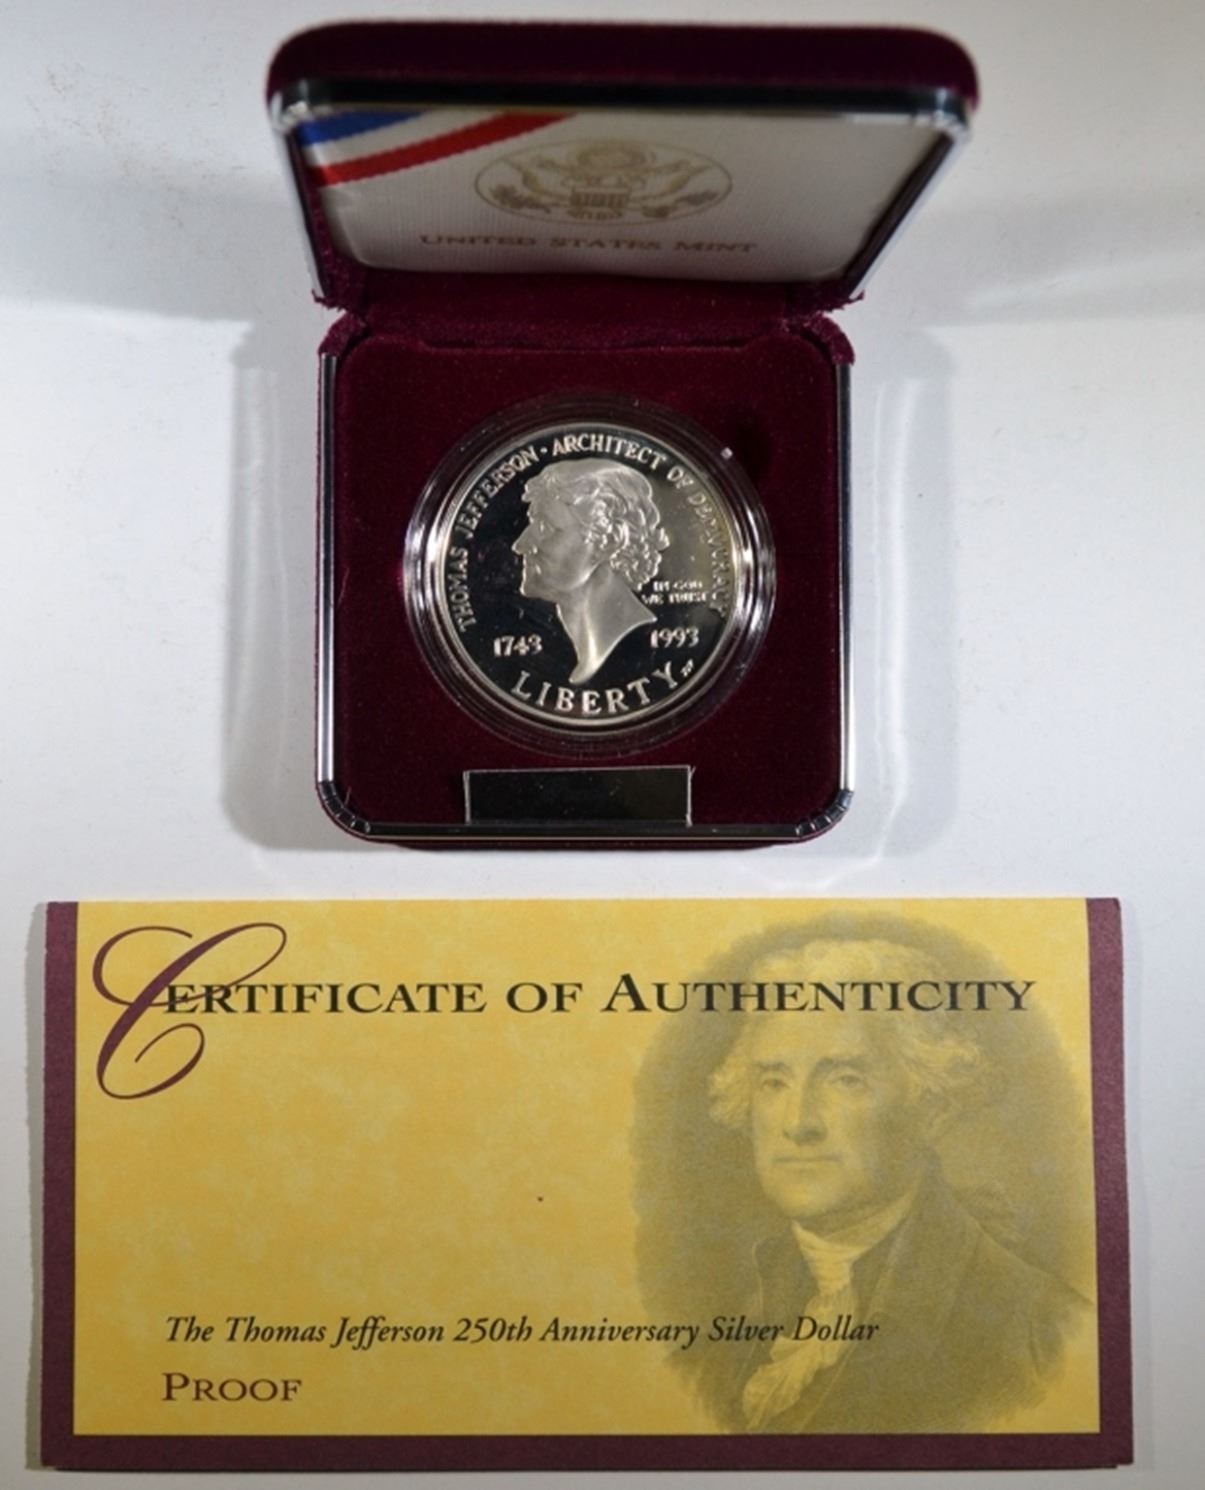 UNITED STATES MINT
THOMAS JEFFERSON · ARCHITECT OF DEMOCRACY
IN GOD
WE TRUST
1743 1993
LIBERTY
CERTIFICATE OF AUTHENTICITY
The Thomas Jefferson 250th Anniversary Silver Dollar
PROOF